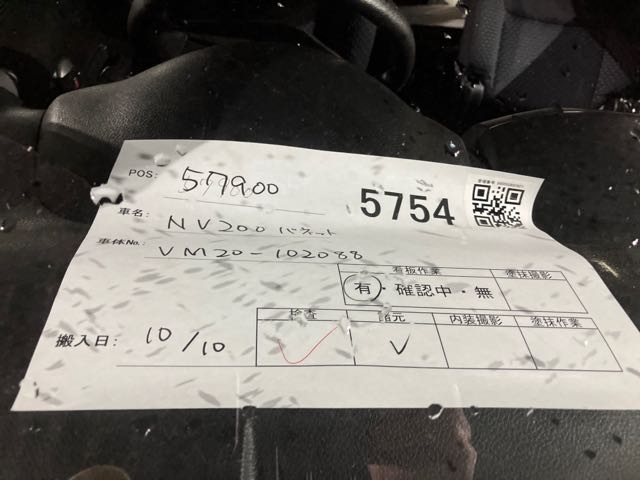 POS: 57900
5754
車名: NV200 バネット
車体No. VM20-102088
看板作業 塗抹撮影
有・確認中・無
検査 諸元 内装撮影 塗抹作業
搬入日: 10/10 ✓ ✓